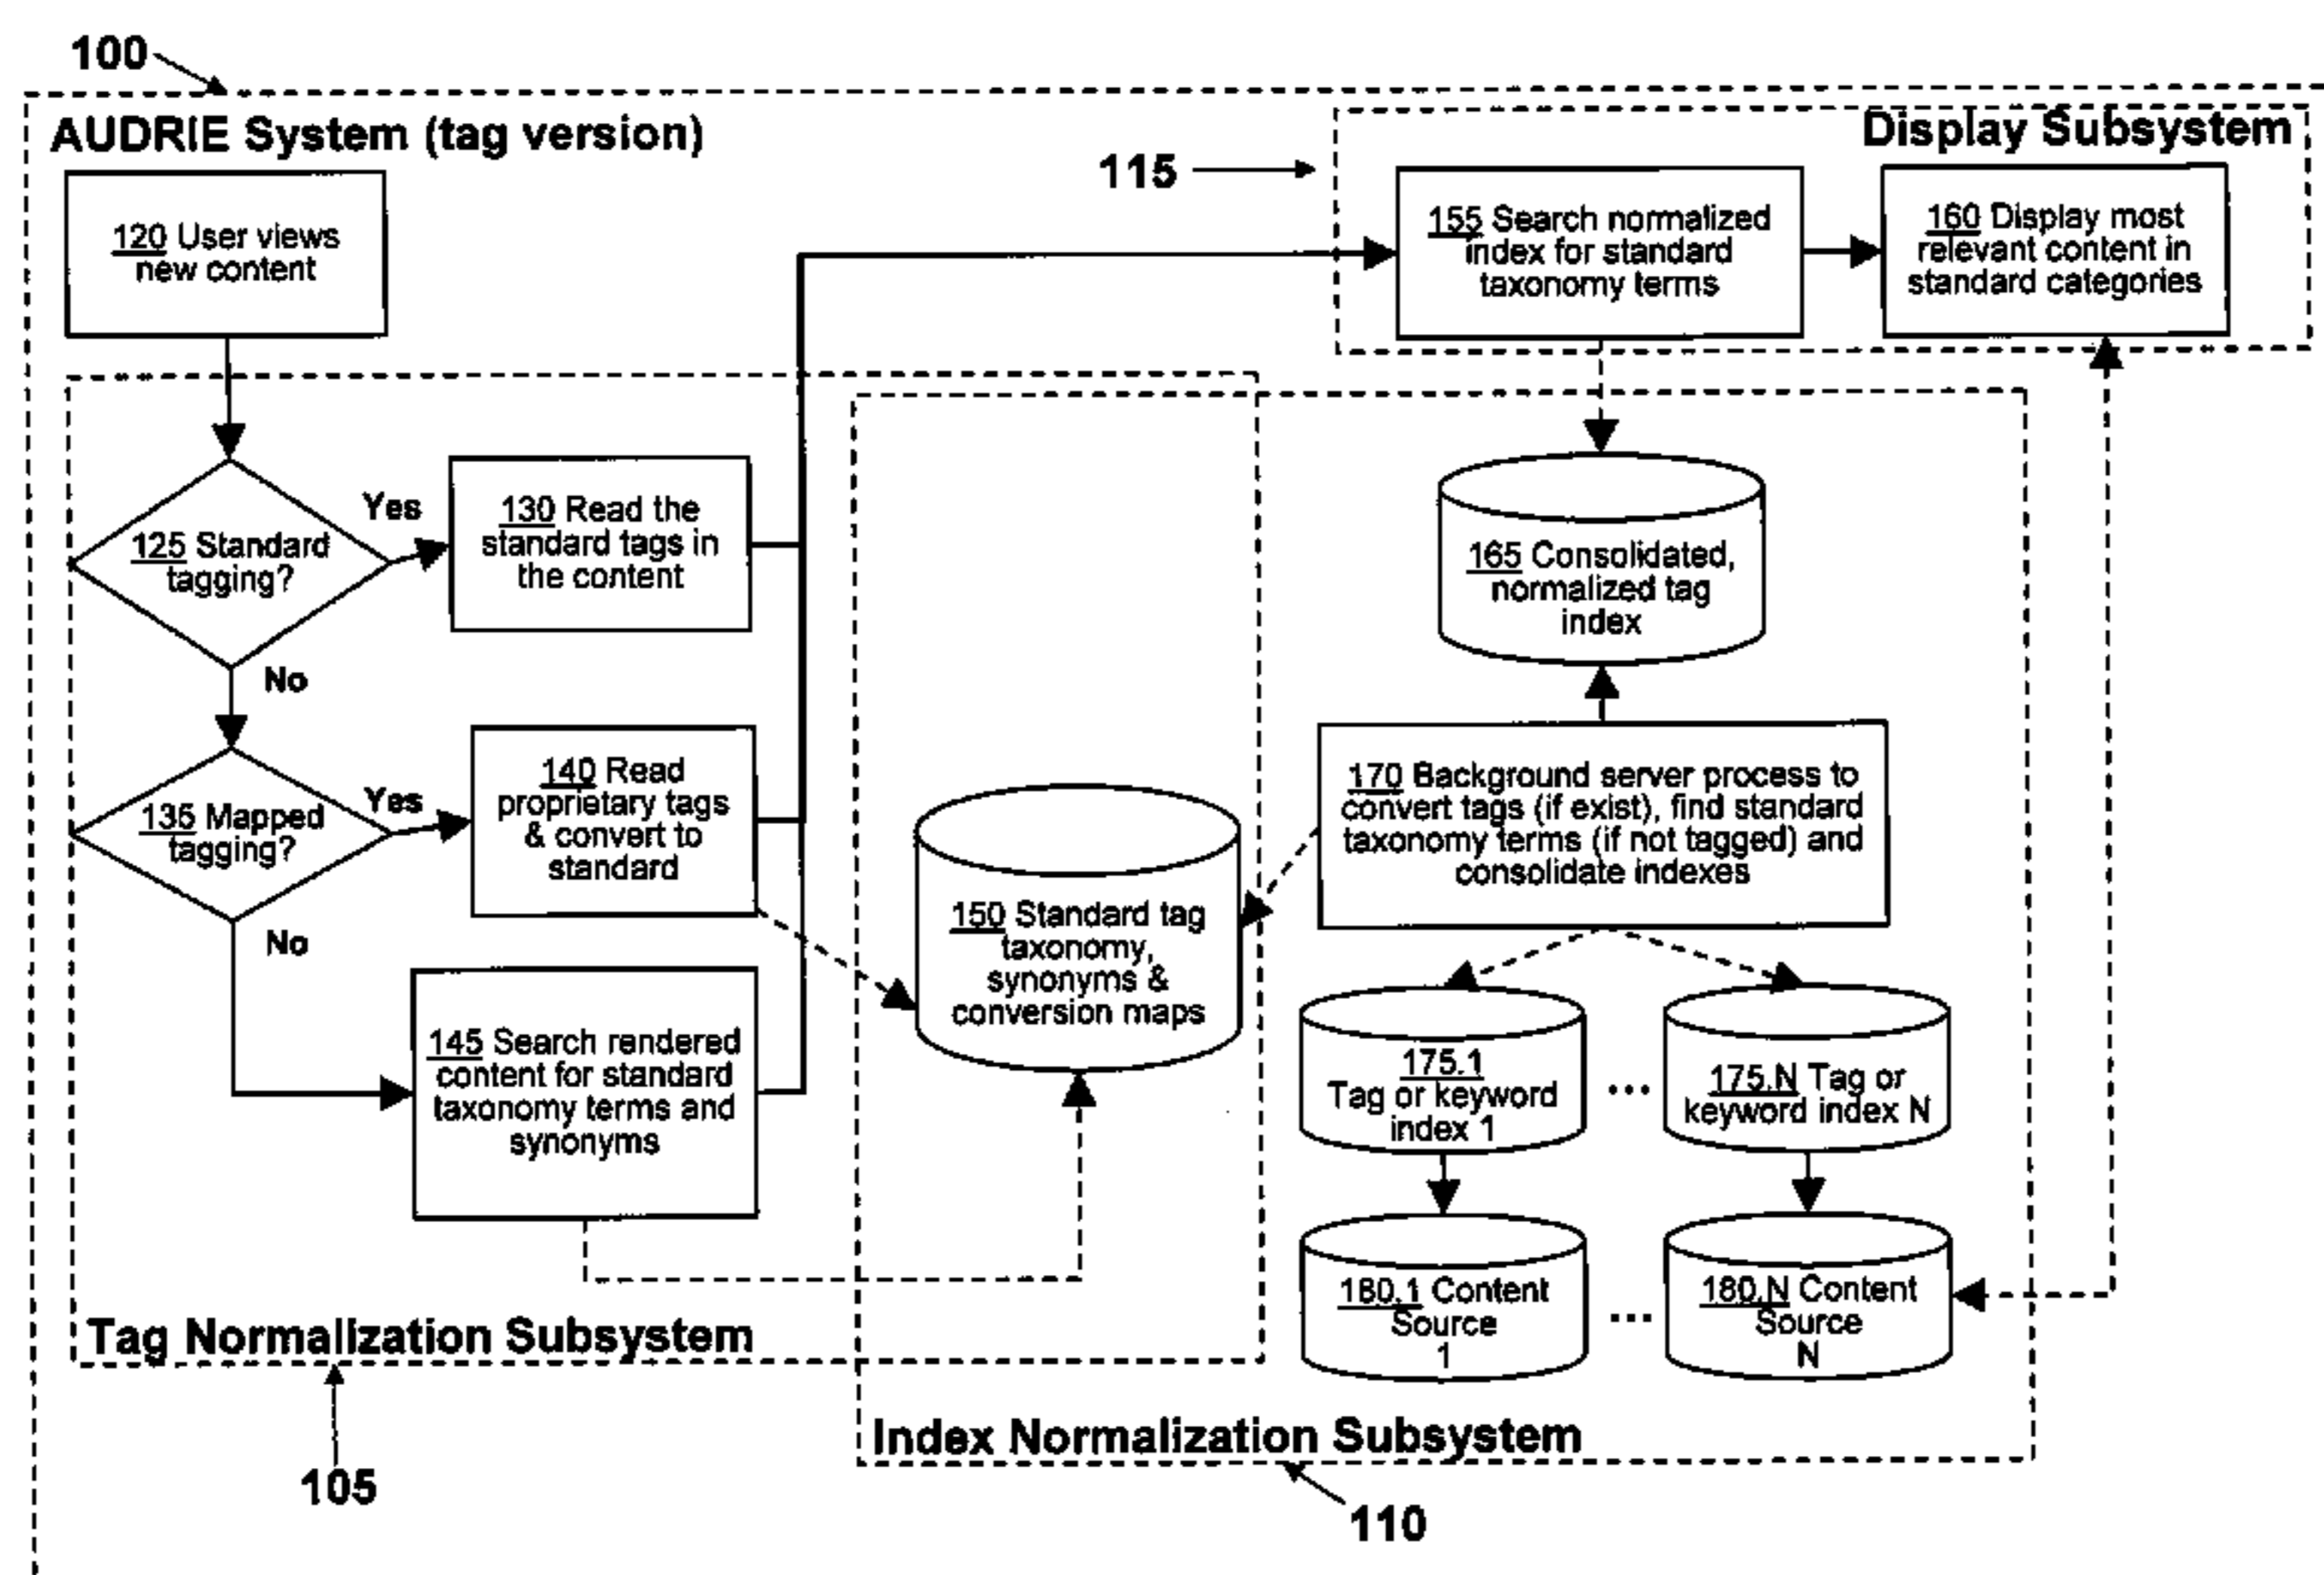 100
AUDRIE System (tag version)
Display Subsystem
115
120 User views
new content
155 Search normalized
index for standard
taxonomy terms
160 Display most
relevant content in
standard categories
125 Standard
tagging?
Yes
130 Read the
standard tags in
the content
No
165 Consolidated,
normalized tag
index
135 Mapped
tagging?
Yes
140 Read
proprietary tags
& convert to
standard
No
170 Background server process to
convert tags (if exist), find standard
taxonomy terms (if not tagged) and
consolidate indexes
150 Standard tag
taxonomy,
synonyms &
conversion maps
145 Search rendered
content for standard
taxonomy terms and
synonyms
175.1
Tag or keyword
index 1
...
175.N Tag or
keyword index N
180.1 Content
Source
1
...
180.N Content
Source
N
Tag Normalization Subsystem
Index Normalization Subsystem
105
110